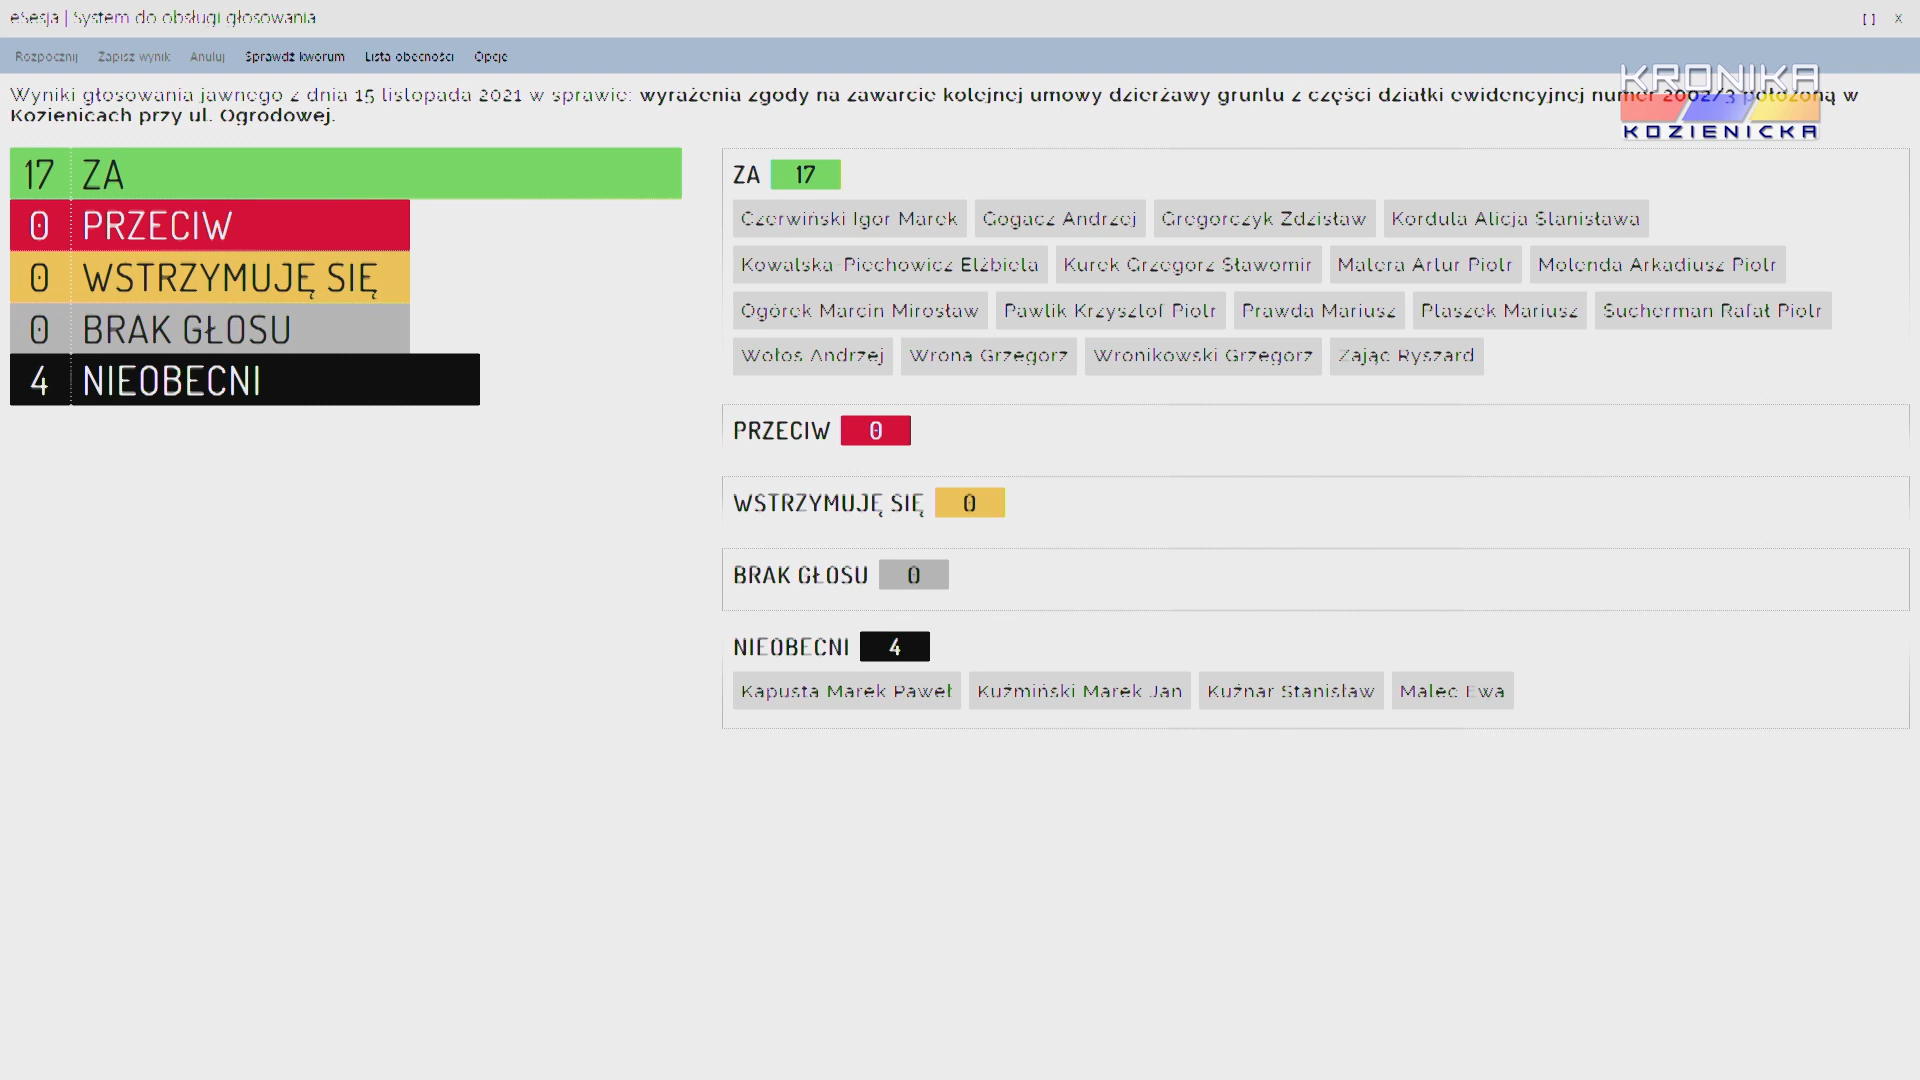 eSesja | System do obsługi głosowania
[ ] X
Rozpocznij Zapisz wynik Anuluj Sprawdź kworum Lista obecności Opcje
KRONIKA
KOZIENICKA
Wyniki głosowania jawnego z dnia 15 listopada 2021 w sprawie: wyrażenia zgody na zawarcie kolejnej umowy dzierżawy gruntu z części działki ewidencyjnej numer 2002/3 położoną w
Kozienicach przy ul. Ogrodowej.
17 ZA
0 PRZECIW
0 WSTRZYMUJĘ SIĘ
0 BRAK GŁOSU
4 NIEOBECNI
ZA 17
Czerwiński Igor Marek Gogacz Andrzej Gregorczyk Zdzisław Kordula Alicja Stanisława
Kowalska-Piechowicz Elżbieta Kurek Grzegorz Sławomir Matera Artur Piotr Molenda Arkadiusz Piotr
Ogórek Marcin Mirosław Pawlik Krzysztof Piotr Prawda Mariusz Ptaszek Mariusz Sucherman Rafał Piotr
Wołos Andrzej Wrona Grzegorz Wronikowski Grzegorz Zając Ryszard
PRZECIW 0
WSTRZYMUJĘ SIĘ 0
BRAK GŁOSU 0
NIEOBECNI 4
Kapusta Marek Paweł Kuźmiński Marek Jan Kuźnar Stanisław Malec Ewa